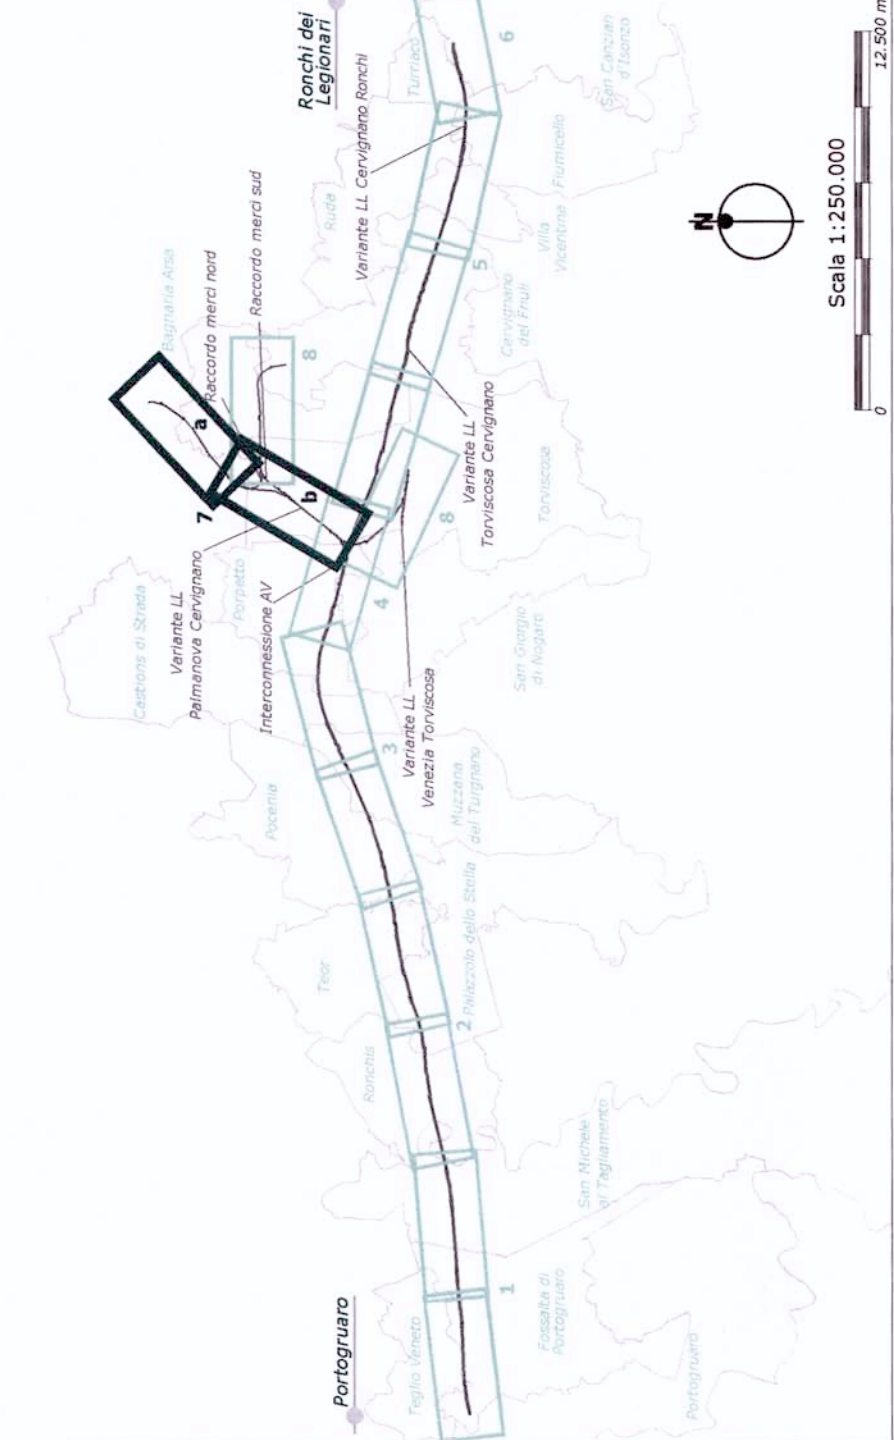 Portogruaro
Ronchi dei
Legionari
Castions di Strada
Bagnaria Arsa
Variante LL
Palmanova Cervignano
Porpetto
Interconnessione AV
Raccordo merci nord
Raccordo merci sud
Ruda
Variante LL Cervignano Ronchi
Turriaco
7
a
b
8
Pocenia
Teor
Ronchis
Teglio Veneto
1
2
3
4
8
5
6
Variante LL
Venezia Torviscosa
Variante LL
Torviscosa Cervignano
Palazzolo dello Stella
Muzzana
del Turgnano
San Giorgio
di Nogaro
Torviscosa
Cervignano
del Friuli
Villa
Vicentina
Fiumicello
San Canzian
d'Isonzo
Fossalta di
Portogruaro
San Michele
al Tagliamento
Portogruaro
N
Scala 1:250.000
0
12.500 m